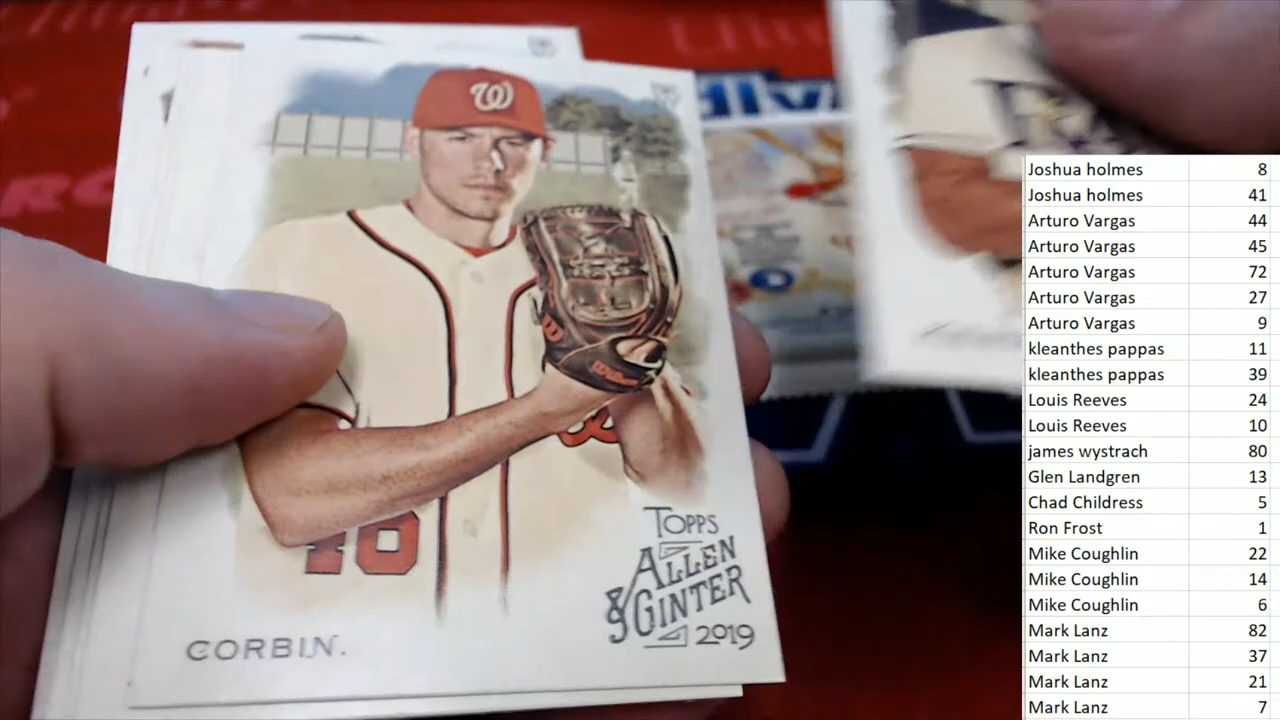 W
Wilson
46
TOPPS
ALLEN
& GINTER
2019
CORBIN.
Joshua holmes 8
Joshua holmes 41
Arturo Vargas 44
Arturo Vargas 45
Arturo Vargas 72
Arturo Vargas 27
Arturo Vargas 9
kleanthes pappas 11
kleanthes pappas 39
Louis Reeves 24
Louis Reeves 10
james wystrach 80
Glen Landgren 13
Chad Childress 5
Ron Frost 1
Mike Coughlin 22
Mike Coughlin 14
Mike Coughlin 6
Mark Lanz 82
Mark Lanz 37
Mark Lanz 21
Mark Lanz 7